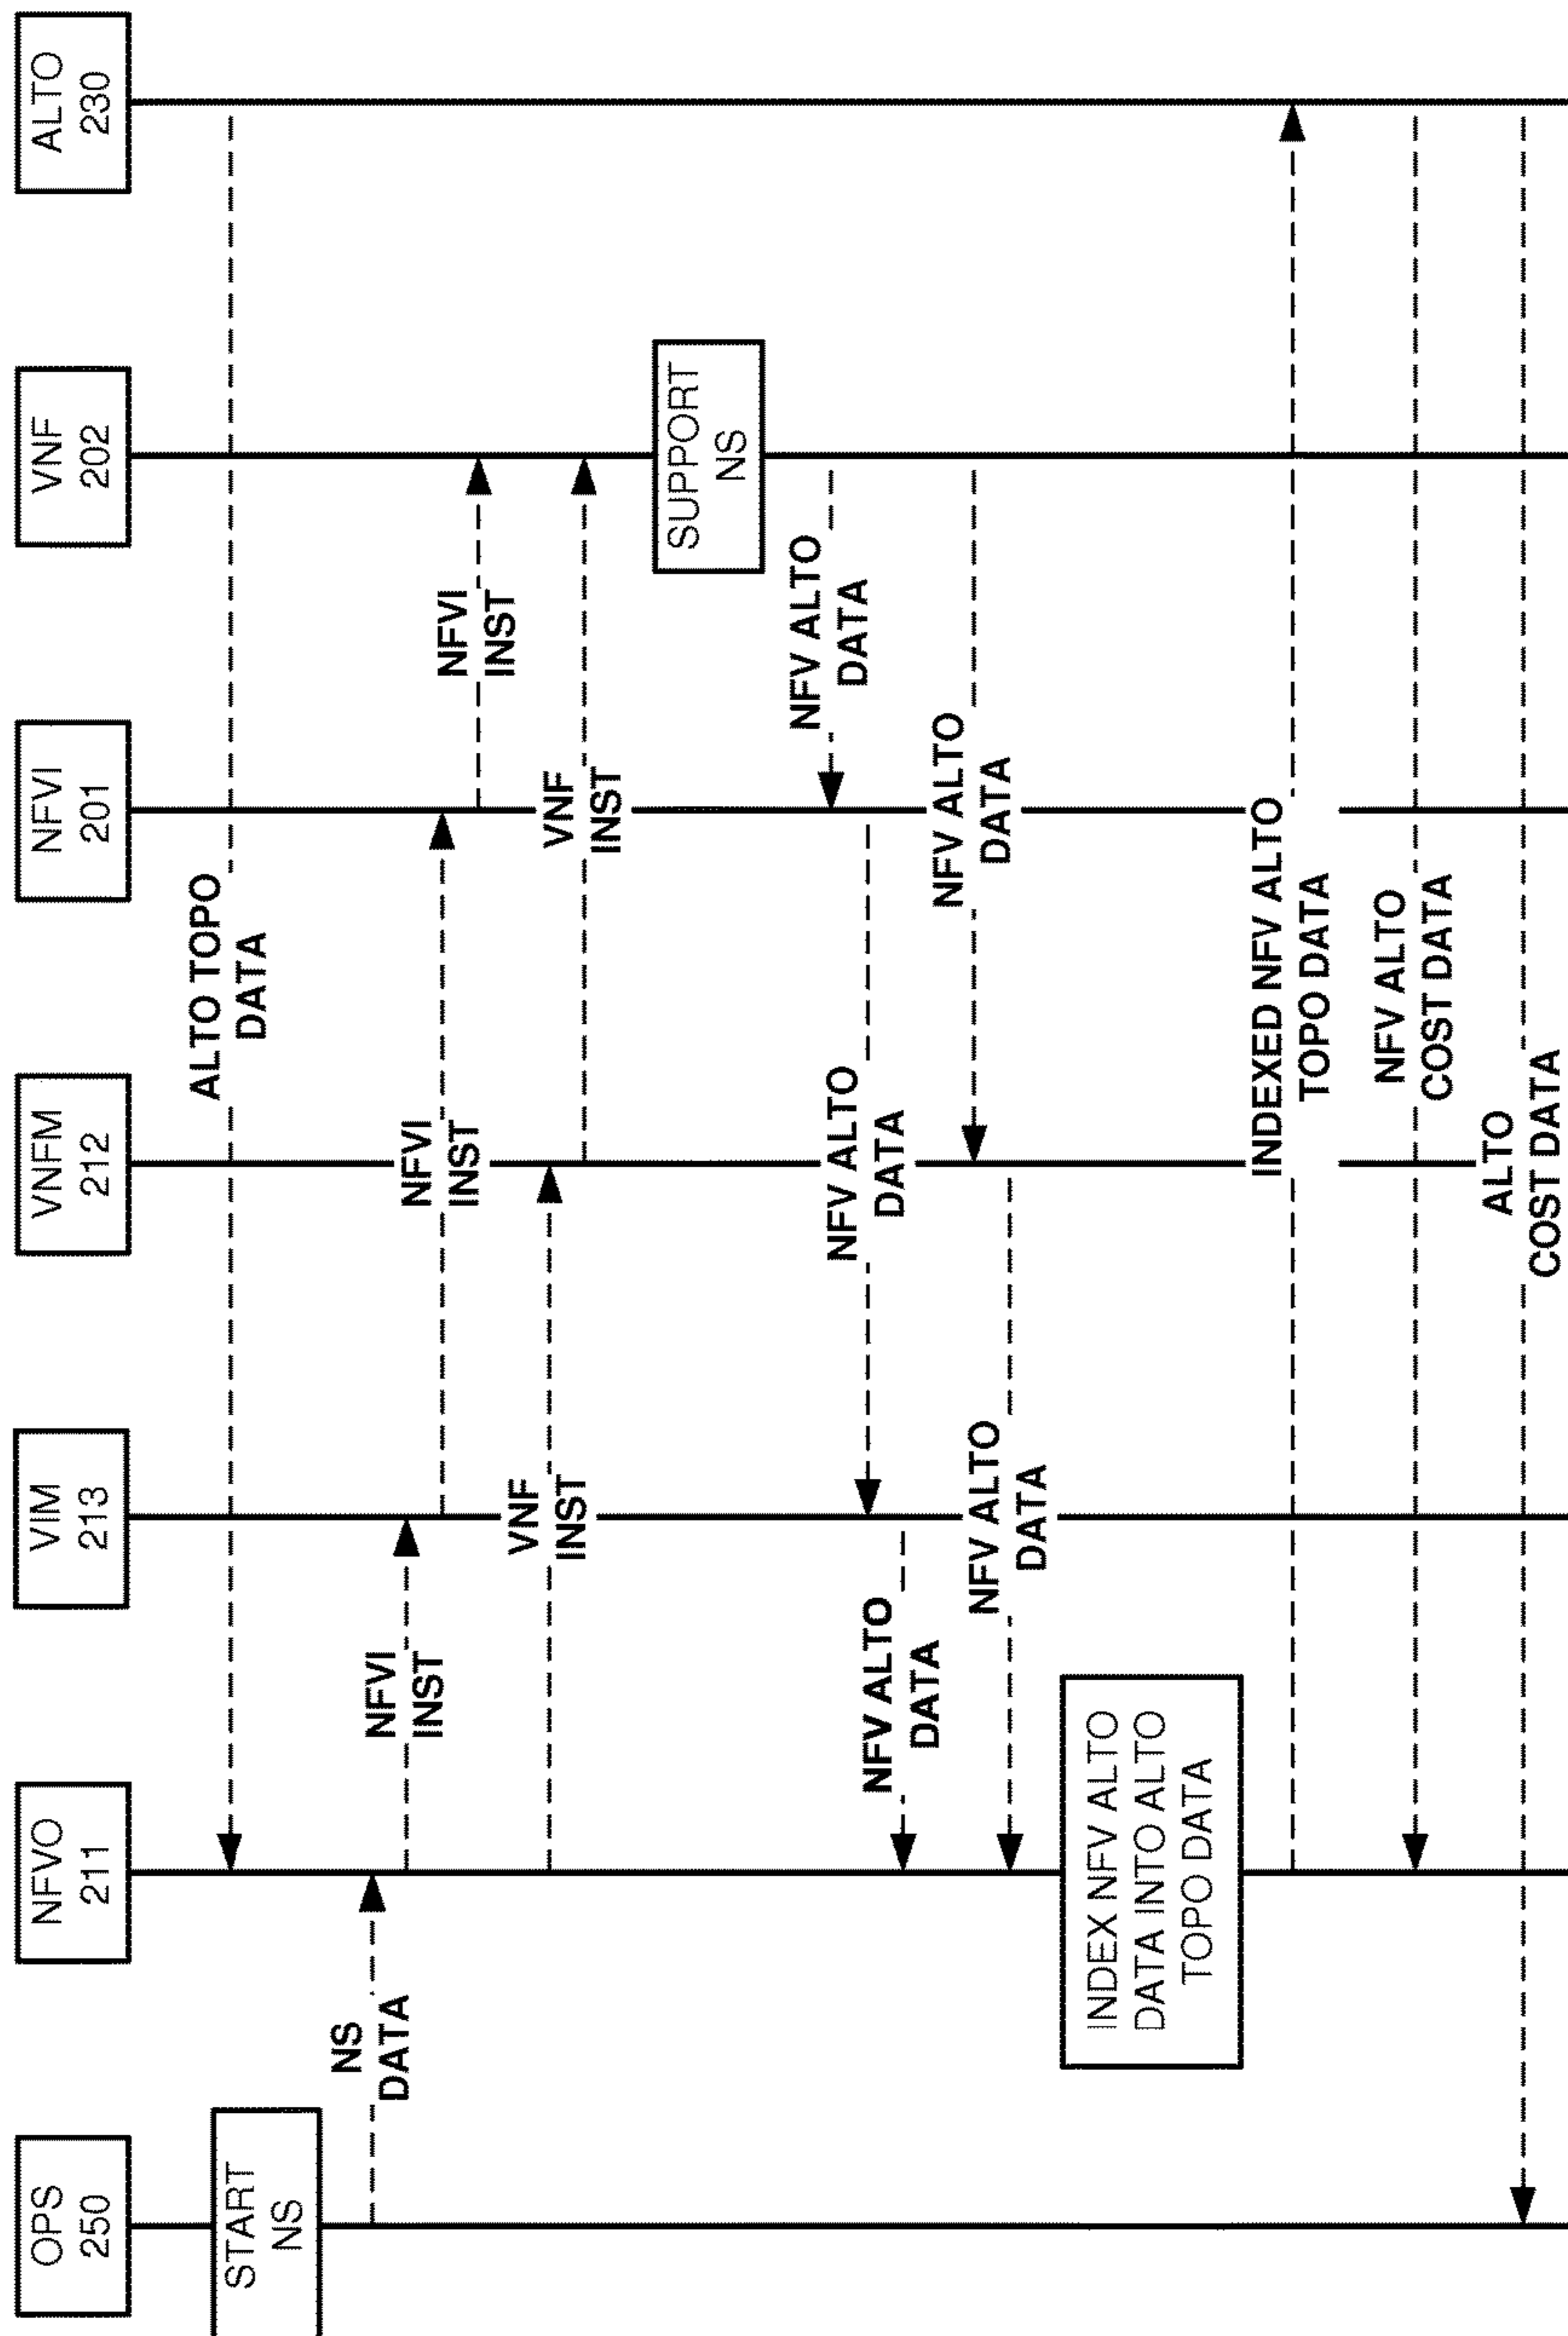 OPS
250
NFVO
211
VIM
213
VNFM
212
NFVI
201
VNF
202
ALTO
230
START
NS
ALTO TOPO
DATA
NS
DATA
NFVI
INST
NFVI
INST
NFVI
INST
VNF
INST
VNF
INST
SUPPORT
NS
NFV ALTO
DATA
NFV ALTO
DATA
NFV ALTO
DATA
NFV ALTO
DATA
NFV ALTO
DATA
INDEX NFV ALTO
DATA INTO ALTO
TOPO DATA
INDEXED NFV ALTO
TOPO DATA
NFV ALTO
COST DATA
ALTO
COST DATA